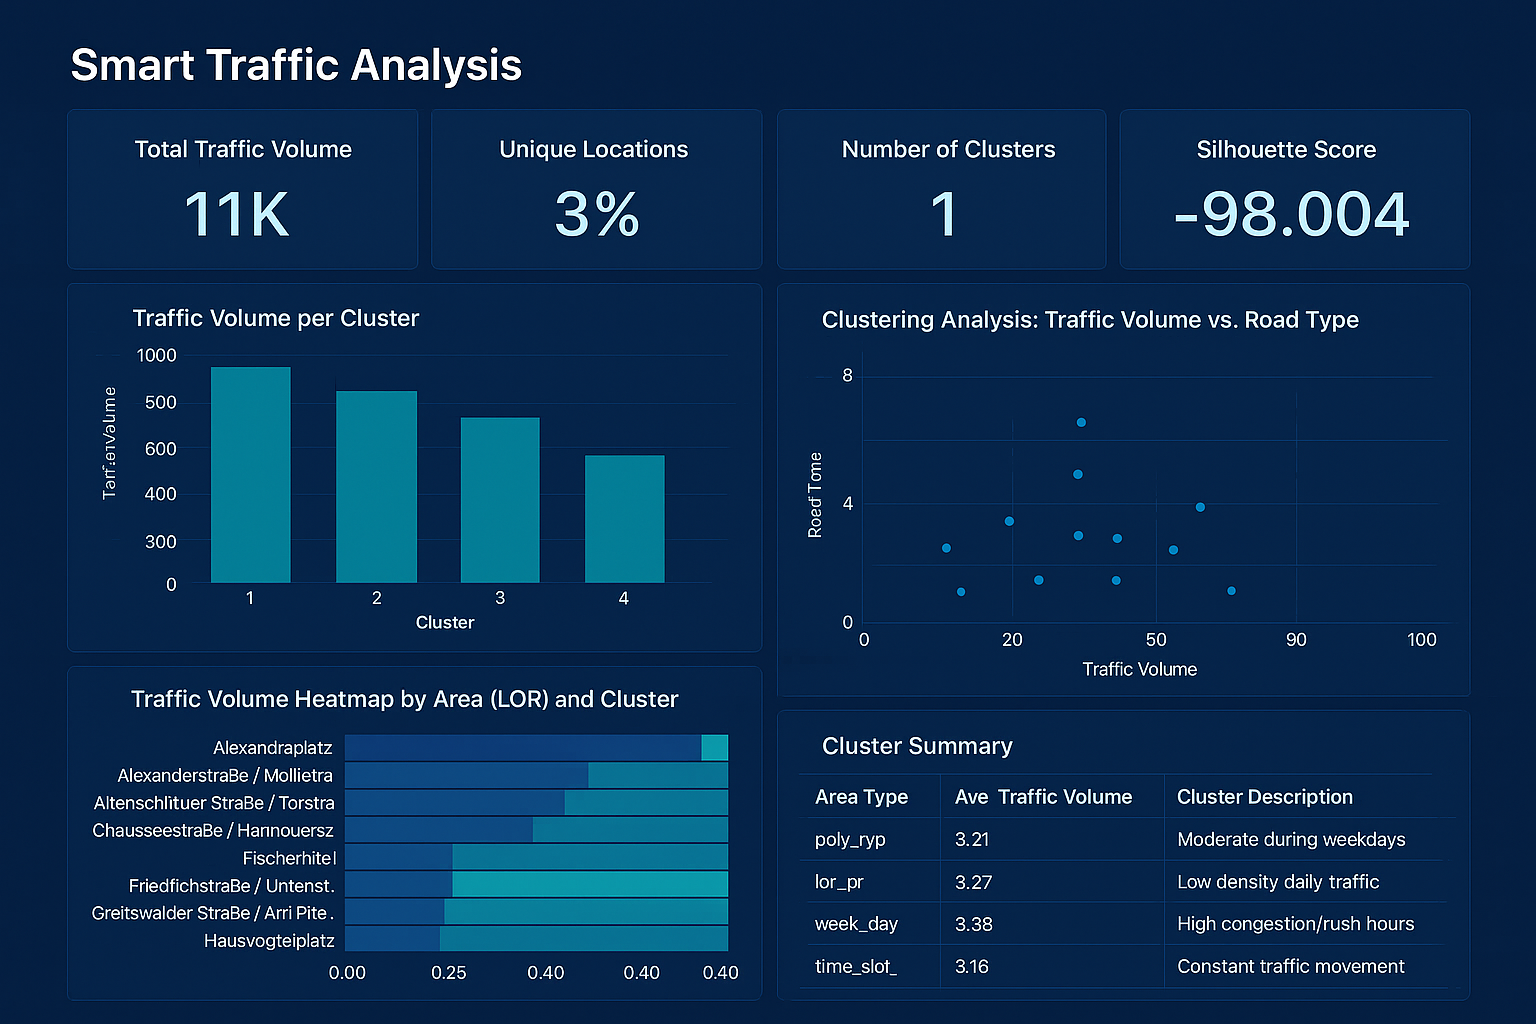 Smart Traffic Analysis
Total Traffic Volume
11K
Unique Locations
3%
Number of Clusters
1
Silhouette Score
-98.004
Traffic Volume per Cluster
1000
500
600
400
300
0
1 2 3 4
Cluster
Clustering Analysis: Traffic Volume vs. Road Type
Roed Tome
8
4
0
0 20 50 90 100
Traffic Volume
Traffic Volume Heatmap by Area (LOR) and Cluster
Alexandraplatz
AlexanderstraBe / Mollietra
Altenschlituer StraBe / Torstra
ChausseestraBe / Harınouersz
Fischerhitel
FriedfichstraBe / Untenst.
Greitswalder StraBe / Arri Pite .
Hausvogteiplatz
0.00 0.25 0.40 0.40 0.40
Cluster Summary
Area Type Ave Traffic Volume Cluster Description
poly_ryp 3.21 Moderate during weekdays
lor_pr 3.27 Low density daily traffic
week_day 3.38 High congestion/rush hours
time_slot_ 3.16 Constant traffic movement